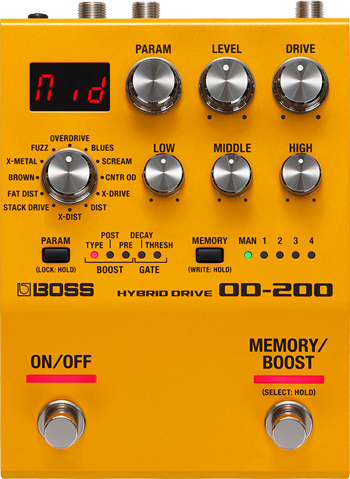 PARAM LEVEL DRIVE
Mid
OVERDRIVE
FUZZ BLUES
X-METAL SCREAM
BROWN CNTR OD
FAT DIST X-DRIVE
STACK DRIVE DIST
X-DIST
LOW MIDDLE HIGH
PARAM
(LOCK: HOLD)
POST DECAY
TYPE PRE THRESH
BOOST GATE
MEMORY
(WRITE: HOLD)
MAN 1 2 3 4
BOSS HYBRID DRIVE OD-200
ON/OFF
MEMORY/
BOOST
(SELECT: HOLD)